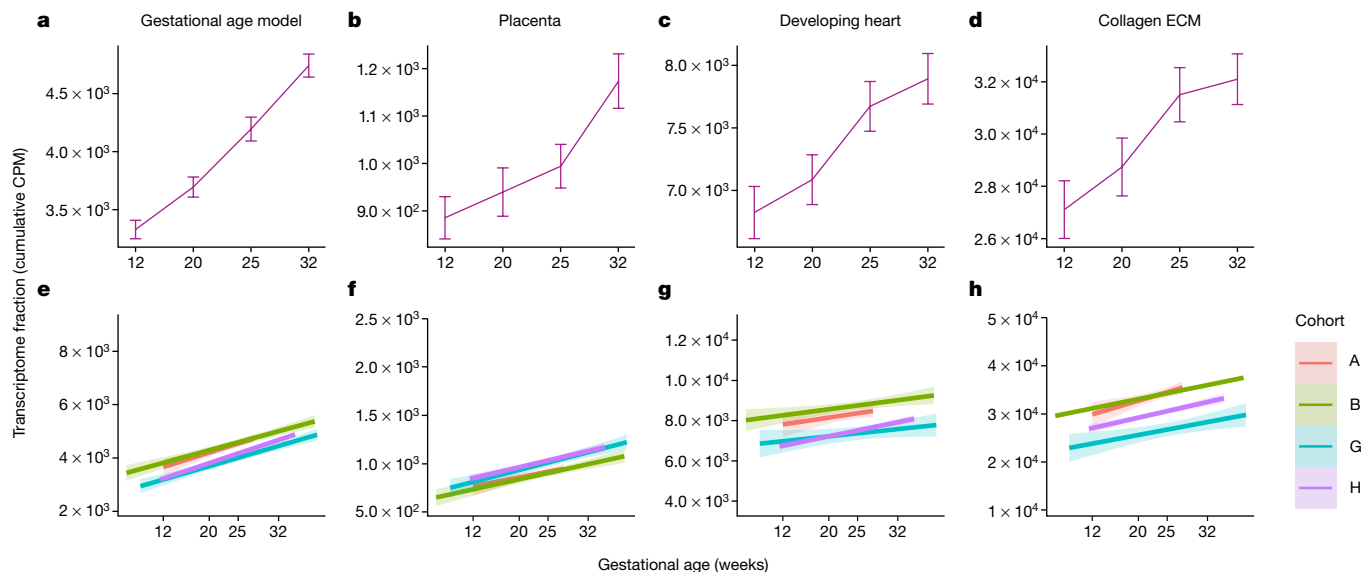 a Gestational age model
b Placenta
c Developing heart
d Collagen ECM
Transcriptome fraction (cumulative CPM)
4.5 × 10³
4.0 × 10³
3.5 × 10³
12 20 25 32
1.2 × 10³
1.1 × 10³
1.0 × 10³
9.0 × 10²
12 20 25 32
8.0 × 10³
7.5 × 10³
7.0 × 10³
12 20 25 32
3.2 × 10⁴
3.0 × 10⁴
2.8 × 10⁴
2.6 × 10⁴
12 20 25 32
e
8 × 10³
6 × 10³
4 × 10³
2 × 10³
12 20 25 32
f
2.5 × 10³
2.0 × 10³
1.5 × 10³
1.0 × 10³
5.0 × 10²
12 20 25 32
g
1.2 × 10⁴
1.0 × 10⁴
8.0 × 10³
6.0 × 10³
4.0 × 10³
12 20 25 32
h
5 × 10⁴
4 × 10⁴
3 × 10⁴
2 × 10⁴
1 × 10⁴
12 20 25 32
Cohort
A
B
G
H
Gestational age (weeks)